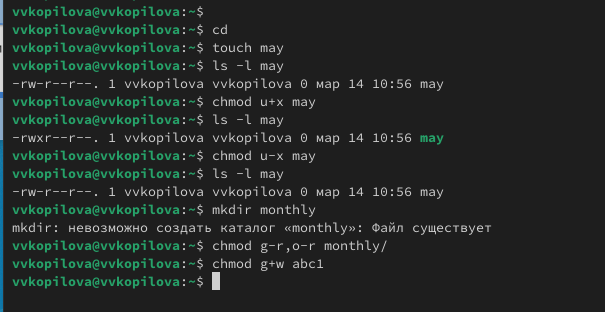 vvkopilova@vvkopilova:~$
vvkopilova@vvkopilova:~$ cd
vvkopilova@vvkopilova:~$ touch may
vvkopilova@vvkopilova:~$ ls -l may
-rw-r--r--. 1 vvkopilova vvkopilova 0 мар 14 10:56 may
vvkopilova@vvkopilova:~$ chmod u+x may
vvkopilova@vvkopilova:~$ ls -l may
-rwxr--r--. 1 vvkopilova vvkopilova 0 мар 14 10:56 may
vvkopilova@vvkopilova:~$ chmod u-x may
vvkopilova@vvkopilova:~$ ls -l may
-rw-r--r--. 1 vvkopilova vvkopilova 0 мар 14 10:56 may
vvkopilova@vvkopilova:~$ mkdir monthly
mkdir: невозможно создать каталог «monthly»: Файл существует
vvkopilova@vvkopilova:~$ chmod g-r,o-r monthly/
vvkopilova@vvkopilova:~$ chmod g+w abc1
vvkopilova@vvkopilova:~$